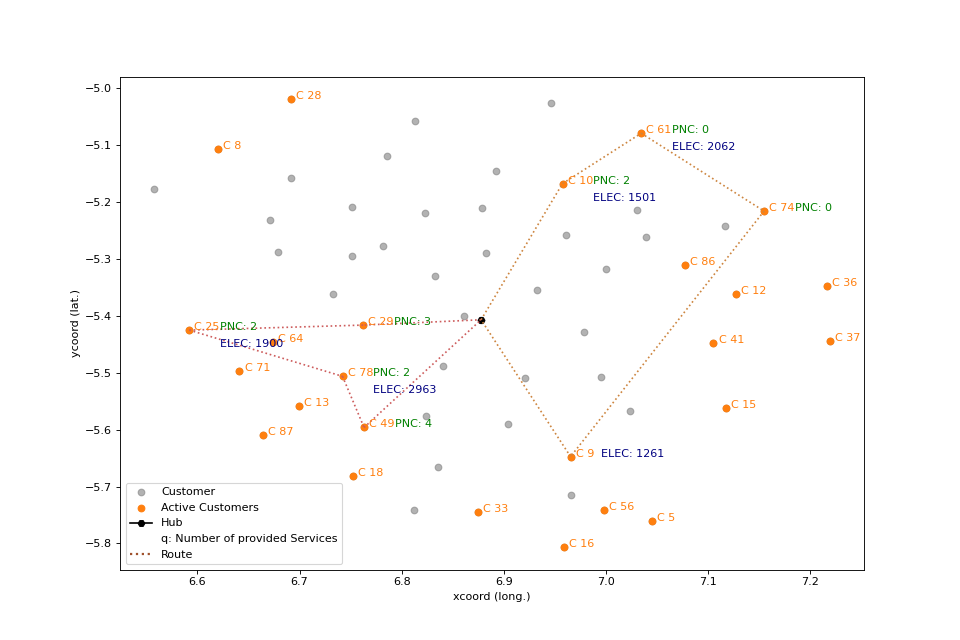 C 28
C 8
C 61 PNC: 0
ELEC: 2062
C 10 PNC: 2
ELEC: 1501
C 74 PNC: 0
C 86
C 36
C 12
C 25 PNC: 2
ELEC: 1900
C 29 PNC: 3
C 64
C 41
C 37
C 71
C 78 PNC: 2
ELEC: 2963
C 13
C 15
C 49 PNC: 4
C 87
C 9 ELEC: 1261
C 18
C 33
C 56
C 5
C 16
−5.0
−5.1
−5.2
−5.3
−5.4
−5.5
−5.6
−5.7
−5.8
ycoord (lat.)
Customer
Active Customers
Hub
q: Number of provided Services
Route
6.6 6.7 6.8 6.9 7.0 7.1 7.2
xcoord (long.)